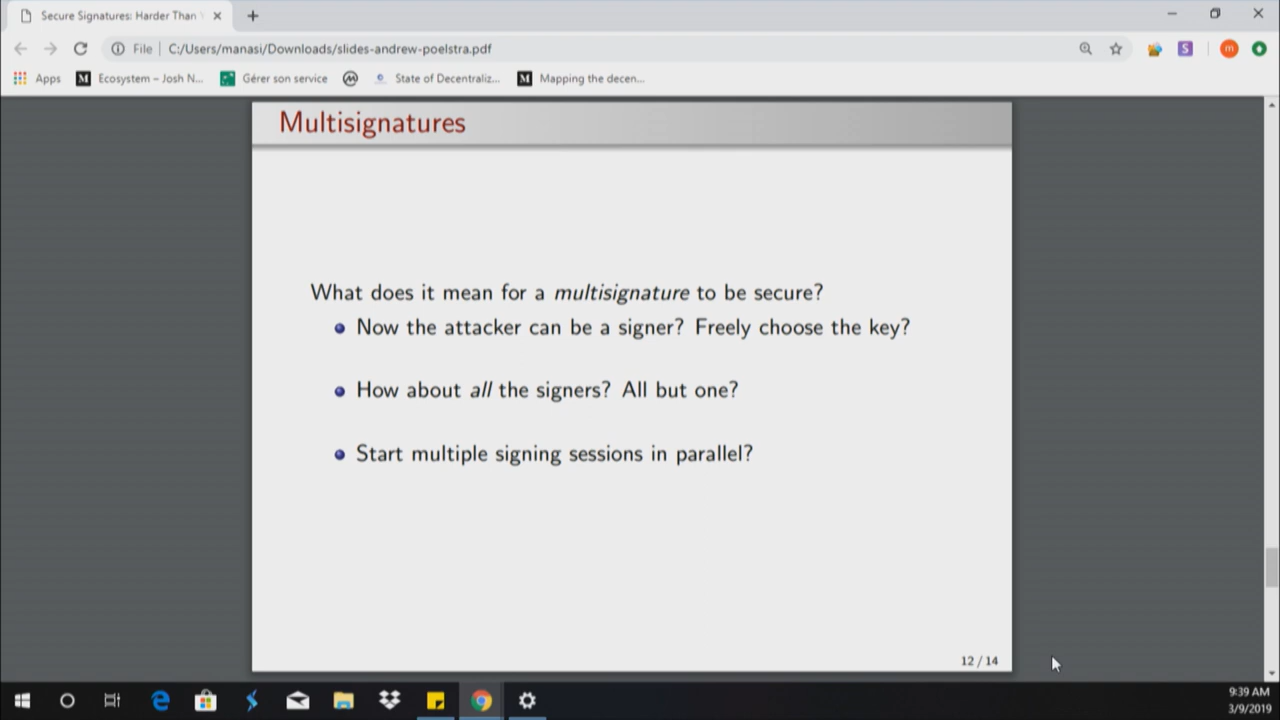 Secure Signatures: Harder Than
File
C:/Users/manasi/Downloads/slides-andrew-poelstra.pdf
Apps
Ecosystem – Josh N...
Gérer son service
State of Decentraliz...
Mapping the decen...
Multisignatures
What does it mean for a multisignature to be secure?
Now the attacker can be a signer? Freely choose the key?
How about all the signers? All but one?
Start multiple signing sessions in parallel?
12 / 14
9:39 AM
3/9/2019